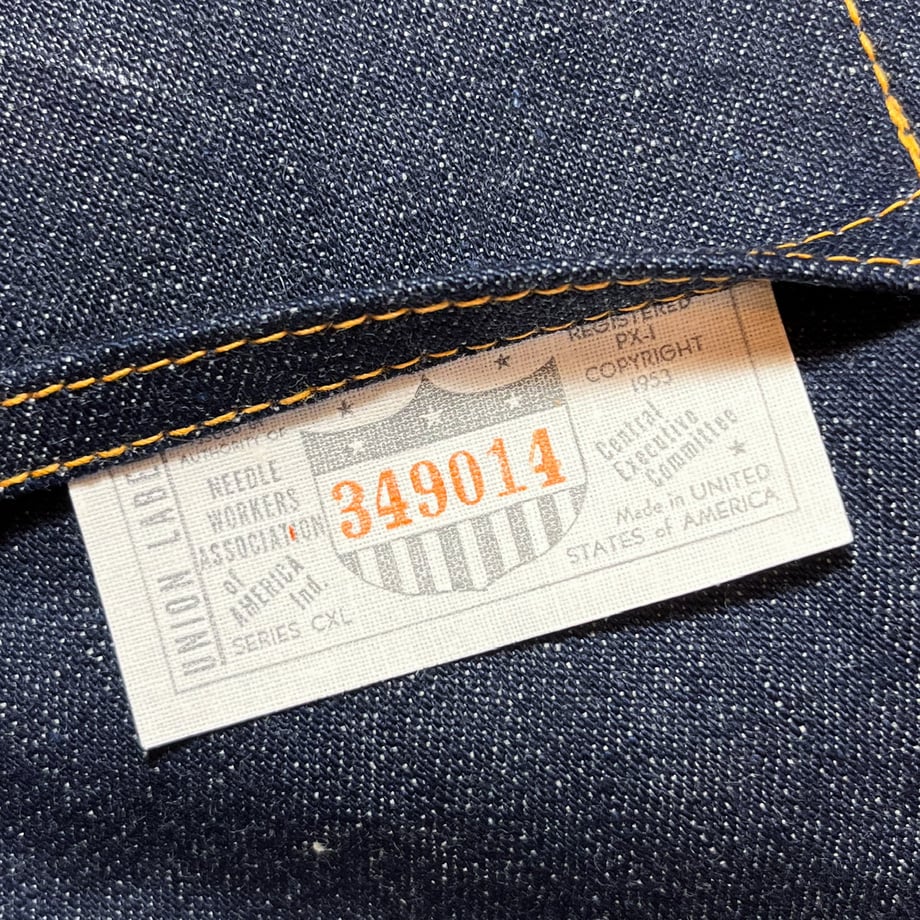 UNION LABEL
AUTHORITY OF
NEEDLE
WORKERS
ASSOCIATION
of
AMERICA
Ind.
SERIES CXL
349014
REGISTERED
PX-1
COPYRIGHT
1953
Central
Executive
Committee
Made in UNITED
STATES of AMERICA